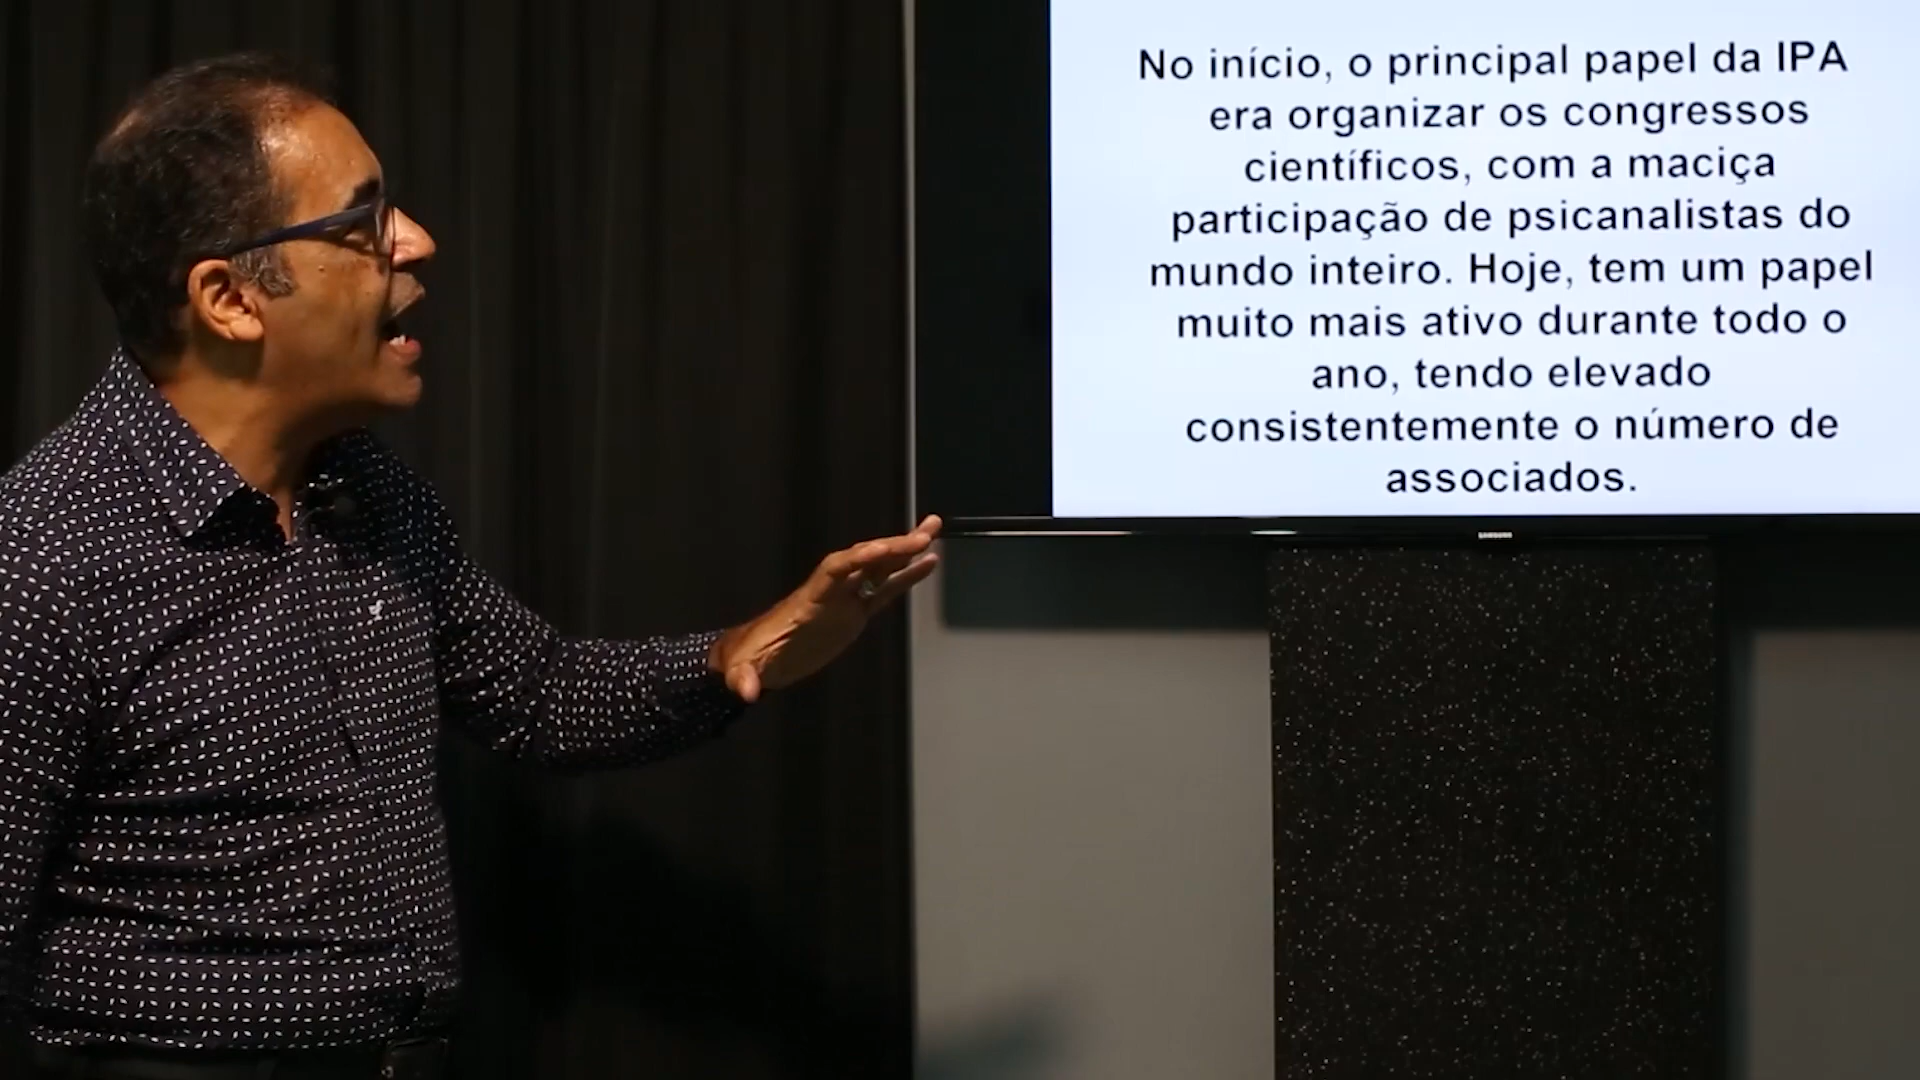 No início, o principal papel da IPA
era organizar os congressos
científicos, com a maciça
participação de psicanalistas do
mundo inteiro. Hoje, tem um papel
muito mais ativo durante todo o
ano, tendo elevado
consistentemente o número de
associados.
SAMSUNG